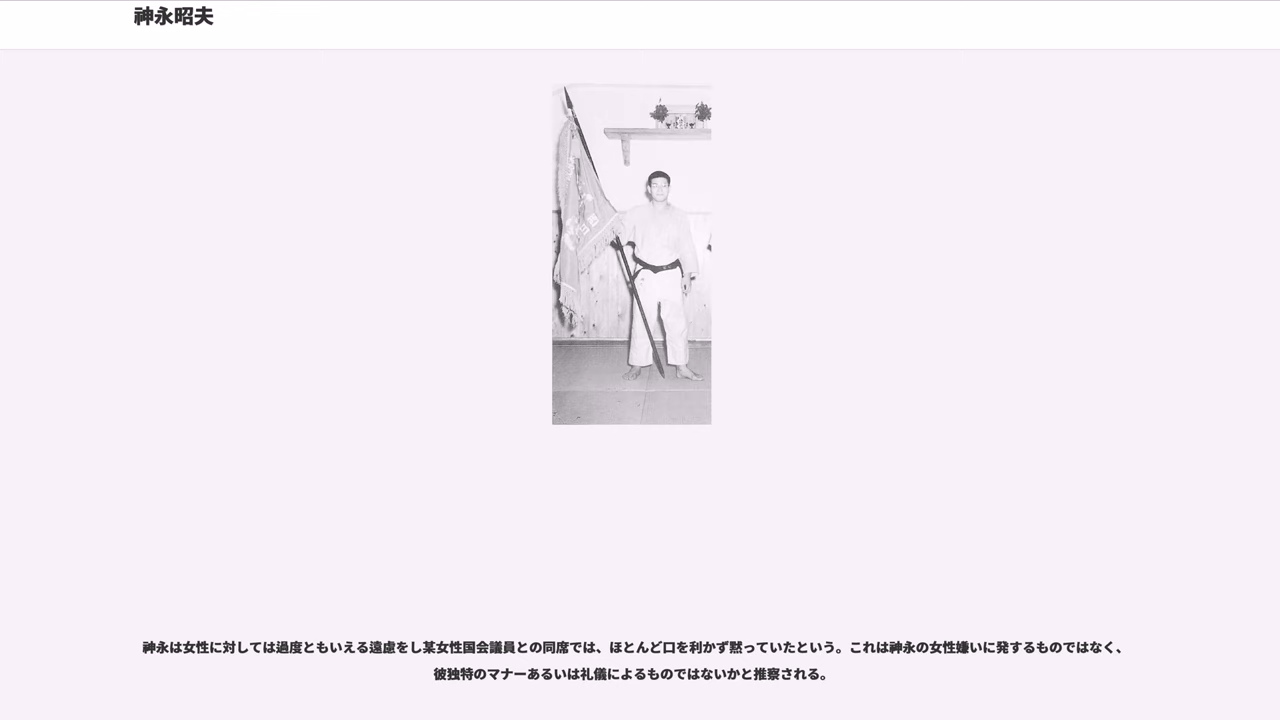 神永昭夫
神永は女性に対しては過度ともいえる遠慮をし某女性国会議員との同席では、ほとんど口を利かず黙っていたという。これは神永の女性嫌いに発するものではなく、
彼独特のマナーあるいは礼儀によるものではないかと推察される。